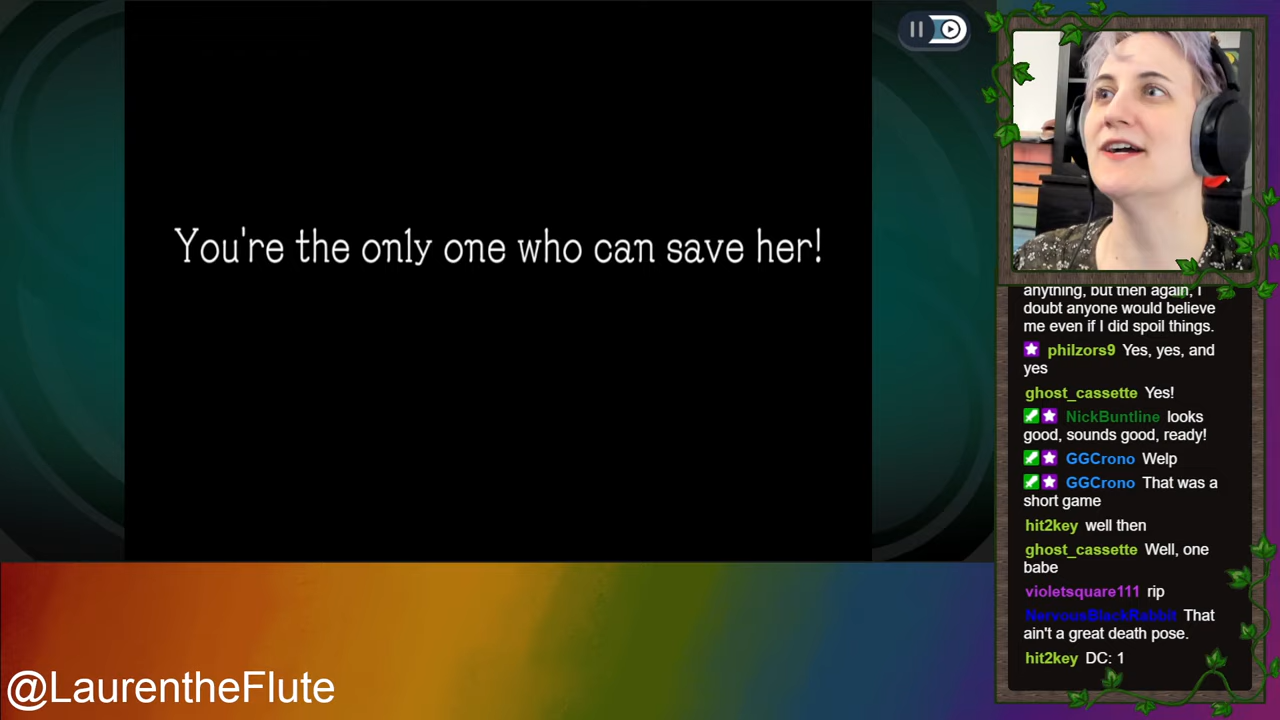 You're the only one who can save her!
anything, but then again, I
doubt anyone would believe
me even if I did spoil things.
philzors9 Yes, yes, and
yes
ghost_cassette Yes!
NickBuntline looks
good, sounds good, ready!
GGCrono Welp
GGCrono That was a
short game
hit2key well then
ghost_cassette Well, one
babe
violetsquare111 rip
NervousBlackRabbit That
ain't a great death pose.
hit2key DC: 1
@LaurentheFlute